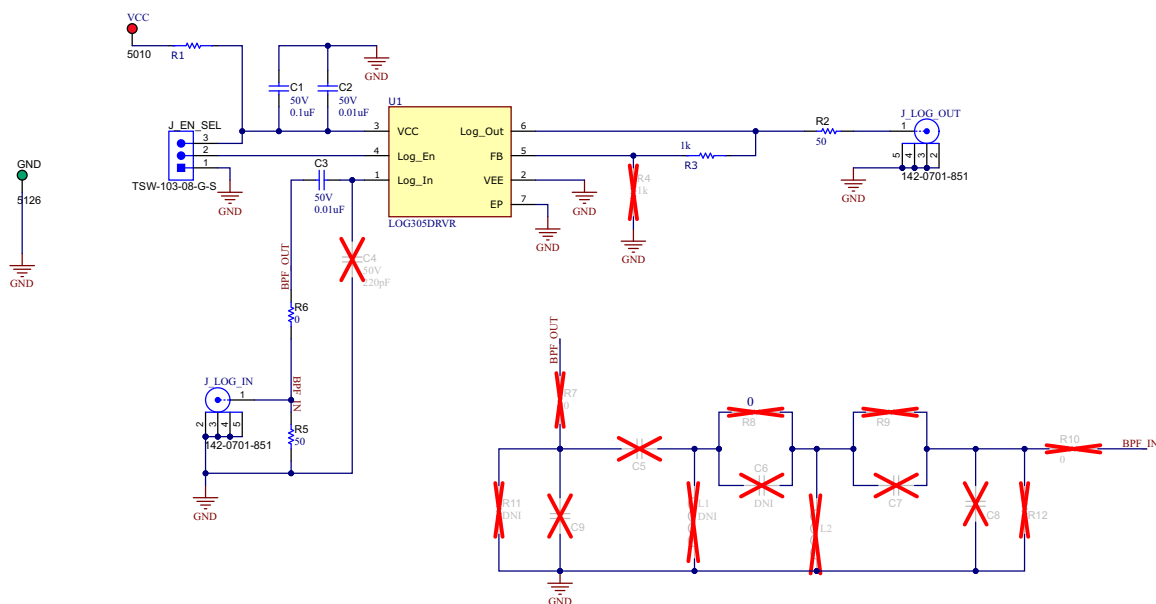 VCC
5010
R1
C1
50V
0.1uF
C2
50V
0.01uF
GND
J_EN_SEL
3
2
1
TSW-103-08-G-S
GND
GND
5126
GND
U1
3
VCC
4
Log_En
1
Log_In
Log_Out
6
FB
5
VEE
2
EP
7
LOG305DRVR
C3
50V
0.01uF
GND
GND
1k
R3
R4
1k
GND
R2
50
J_LOG_OUT
1
5
4
3
2
142-0701-851
GND
BPF_OUT
C4
50V
220pF
R6
0
BPF_IN
J_LOG_IN
1
2
3
4
5
142-0701-851
R5
50
GND
BPF_OUT
R7
0
C5
0
R8
C6
DNI
R9
C7
R10
0
BPF_IN
R11
DNI
C9
L1
DNI
L2
C8
R12
GND